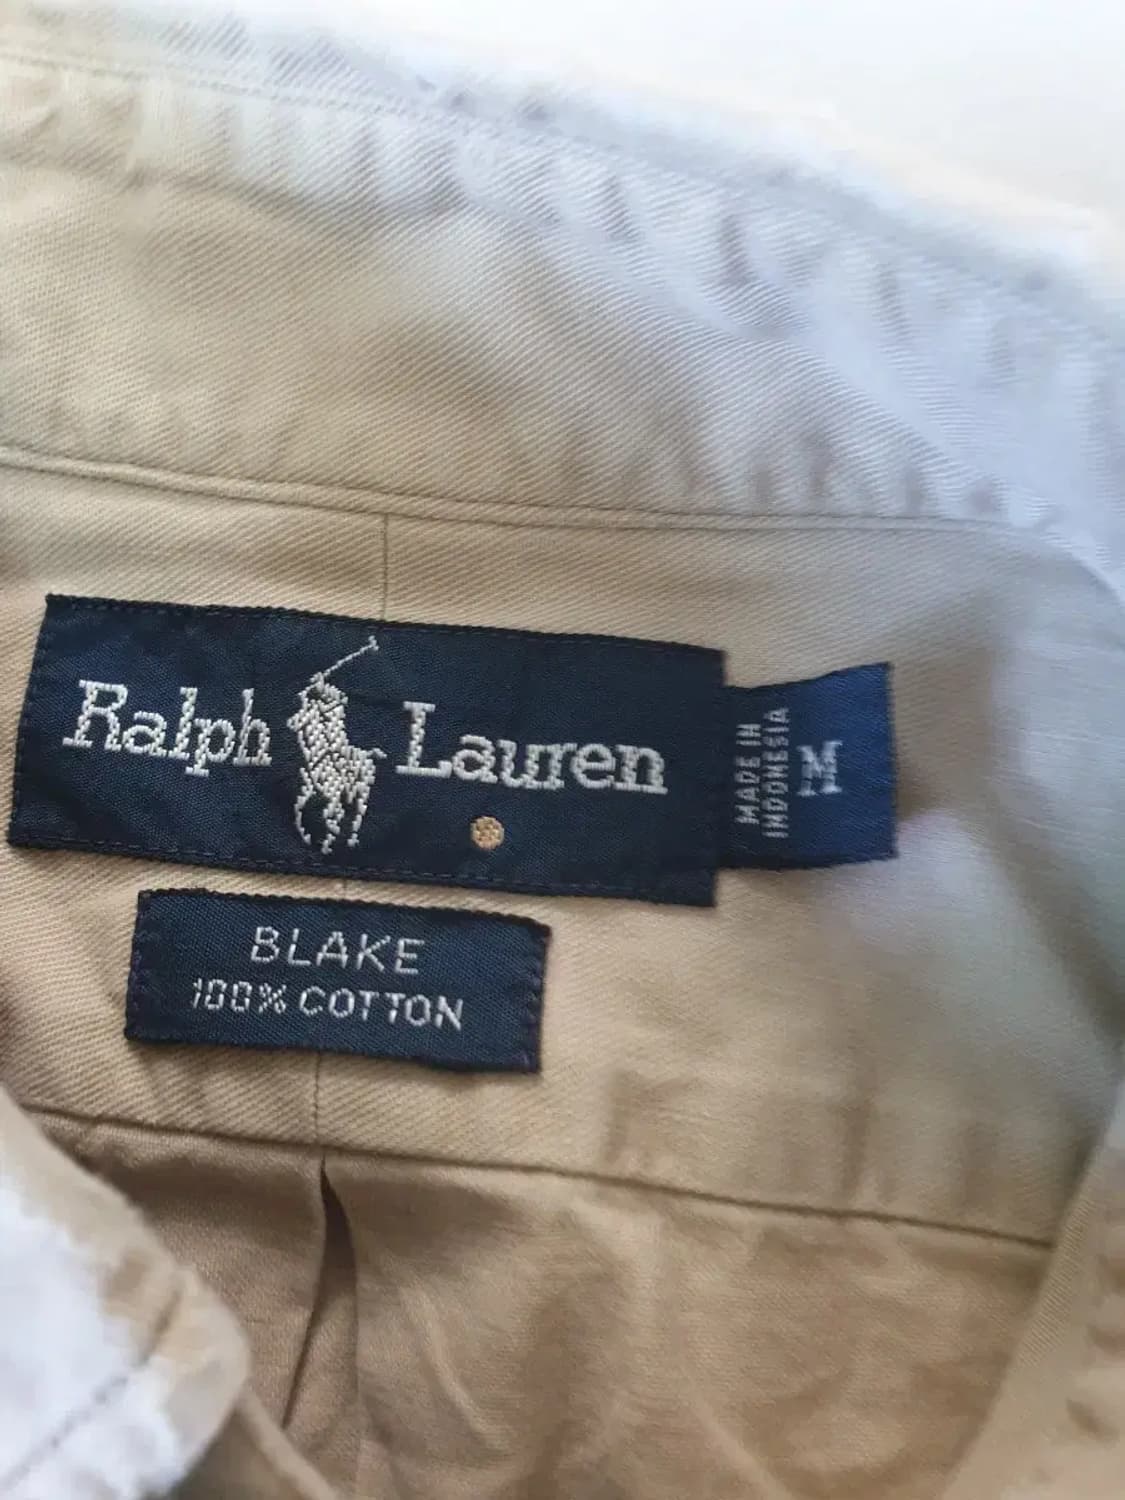 Ralph Lauren
MADE IN
INDONESIA
M
BLAKE
100% COTTON